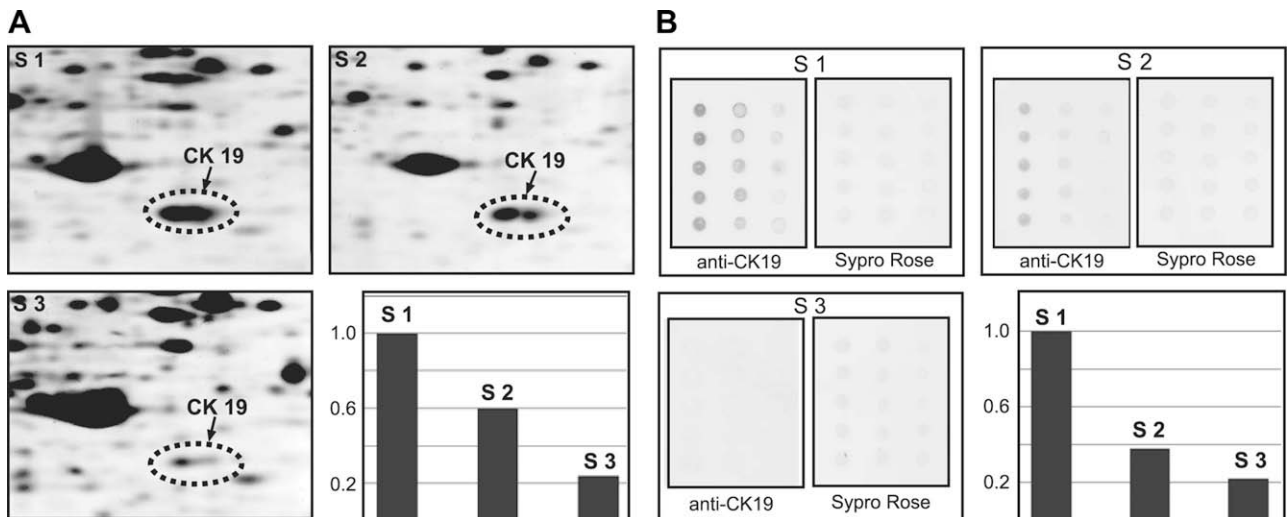 A
S 1
CK 19
S 2
CK 19
S 3
CK 19
1.0
0.6
0.2
S 1
S 2
S 3
B
S 1
anti-CK19
Sypro Rose
S 2
anti-CK19
Sypro Rose
S 3
anti-CK19
Sypro Rose
1.0
0.6
0.2
S 1
S 2
S 3